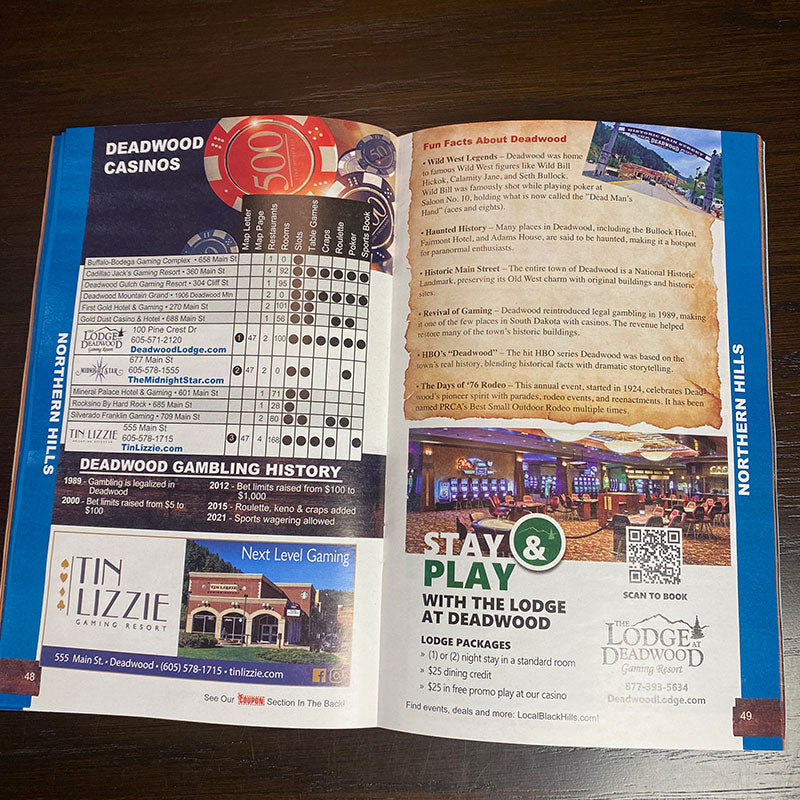 DEADWOOD
CASINOS
500
Map Letter
Map Page
Restaurants
Rooms
Slots
Table Games
Craps
Roulette
Poker
Sports Book
Buffalo-Bodega Gaming Complex • 658 Main St 1 0
Cadillac Jack's Gaming Resort • 360 Main St 4 92
Deadwood Gulch Gaming Resort • 304 Cliff St 1 95
Deadwood Mountain Grand • 1906 Deadwood Mtn 2 0
First Gold Hotel & Gaming • 270 Main St 2 101
Gold Dust Casino & Hotel • 688 Main St 1 56
THE LODGE AT DEADWOOD Gaming Resort
100 Pine Crest Dr
605-571-2120
DeadwoodLodge.com
1 47 2 100
MIDNIGHT STAR
677 Main St
605-578-1555
TheMidnightStar.com
2 47 2 0
Mineral Palace Hotel & Gaming • 601 Main St 1 71
Rocksino By Hard Rock • 685 Main St 1 28
Silverado Franklin Gaming • 709 Main St 2 80
TIN LIZZIE
555 Main St
605-578-1715
TinLizzie.com
3 47 4 168
DEADWOOD GAMBLING HISTORY
1989 - Gambling is legalized in
Deadwood
2000 - Bet limits raised from $5 to
$100
2012 - Bet limits raised from $100 to
$1,000
2015 - Roulette, keno & craps added
2021 - Sports wagering allowed
TIN
LIZZIE
GAMING RESORT
Next Level Gaming
TIN LIZZIE
555 Main St. • Deadwood • (605) 578-1715 • tinlizzie.com
48
See Our COUPON Section In The Back!
NORTHERN HILLS
Fun Facts About Deadwood
HISTORIC MAIN STREET
DEADWOOD
• Wild West Legends – Deadwood was home
to famous Wild West figures like Wild Bill
Hickok, Calamity Jane, and Seth Bullock.
Wild Bill was famously shot while playing poker at
Saloon No. 10, holding what is now called the "Dead Man's
Hand" (aces and eights).
• Haunted History – Many places in Deadwood, including the Bullock Hotel,
Fairmont Hotel, and Adams House, are said to be haunted, making it a hotspot
for paranormal enthusiasts.
• Historic Main Street – The entire town of Deadwood is a National Historic
Landmark, preserving its Old West charm with original buildings and historic
sites.
• Revival of Gaming – Deadwood reintroduced legal gambling in 1989, making
it one of the few places in South Dakota with casinos. The revenue helped
restore many of the town's historic buildings.
• HBO's "Deadwood" – The hit HBO series Deadwood was based on the
town's real history, blending historical facts with dramatic storytelling.
• The Days of '76 Rodeo – This annual event, started in 1924, celebrates Dead-
wood's pioneer spirit with parades, rodeo events, and reenactments. It has been
named PRCA's Best Small Outdoor Rodeo multiple times.
STAY &
PLAY
WITH THE LODGE
AT DEADWOOD
LODGE PACKAGES
» (1) or (2) night stay in a standard room
» $25 dining credit
» $25 in free promo play at our casino
SCAN TO BOOK
THE LODGE AT
DEADWOOD
Gaming Resort
877-393-5634
DeadwoodLodge.com
Find events, deals and more: LocalBlackHills.com!
49
NORTHERN HILLS